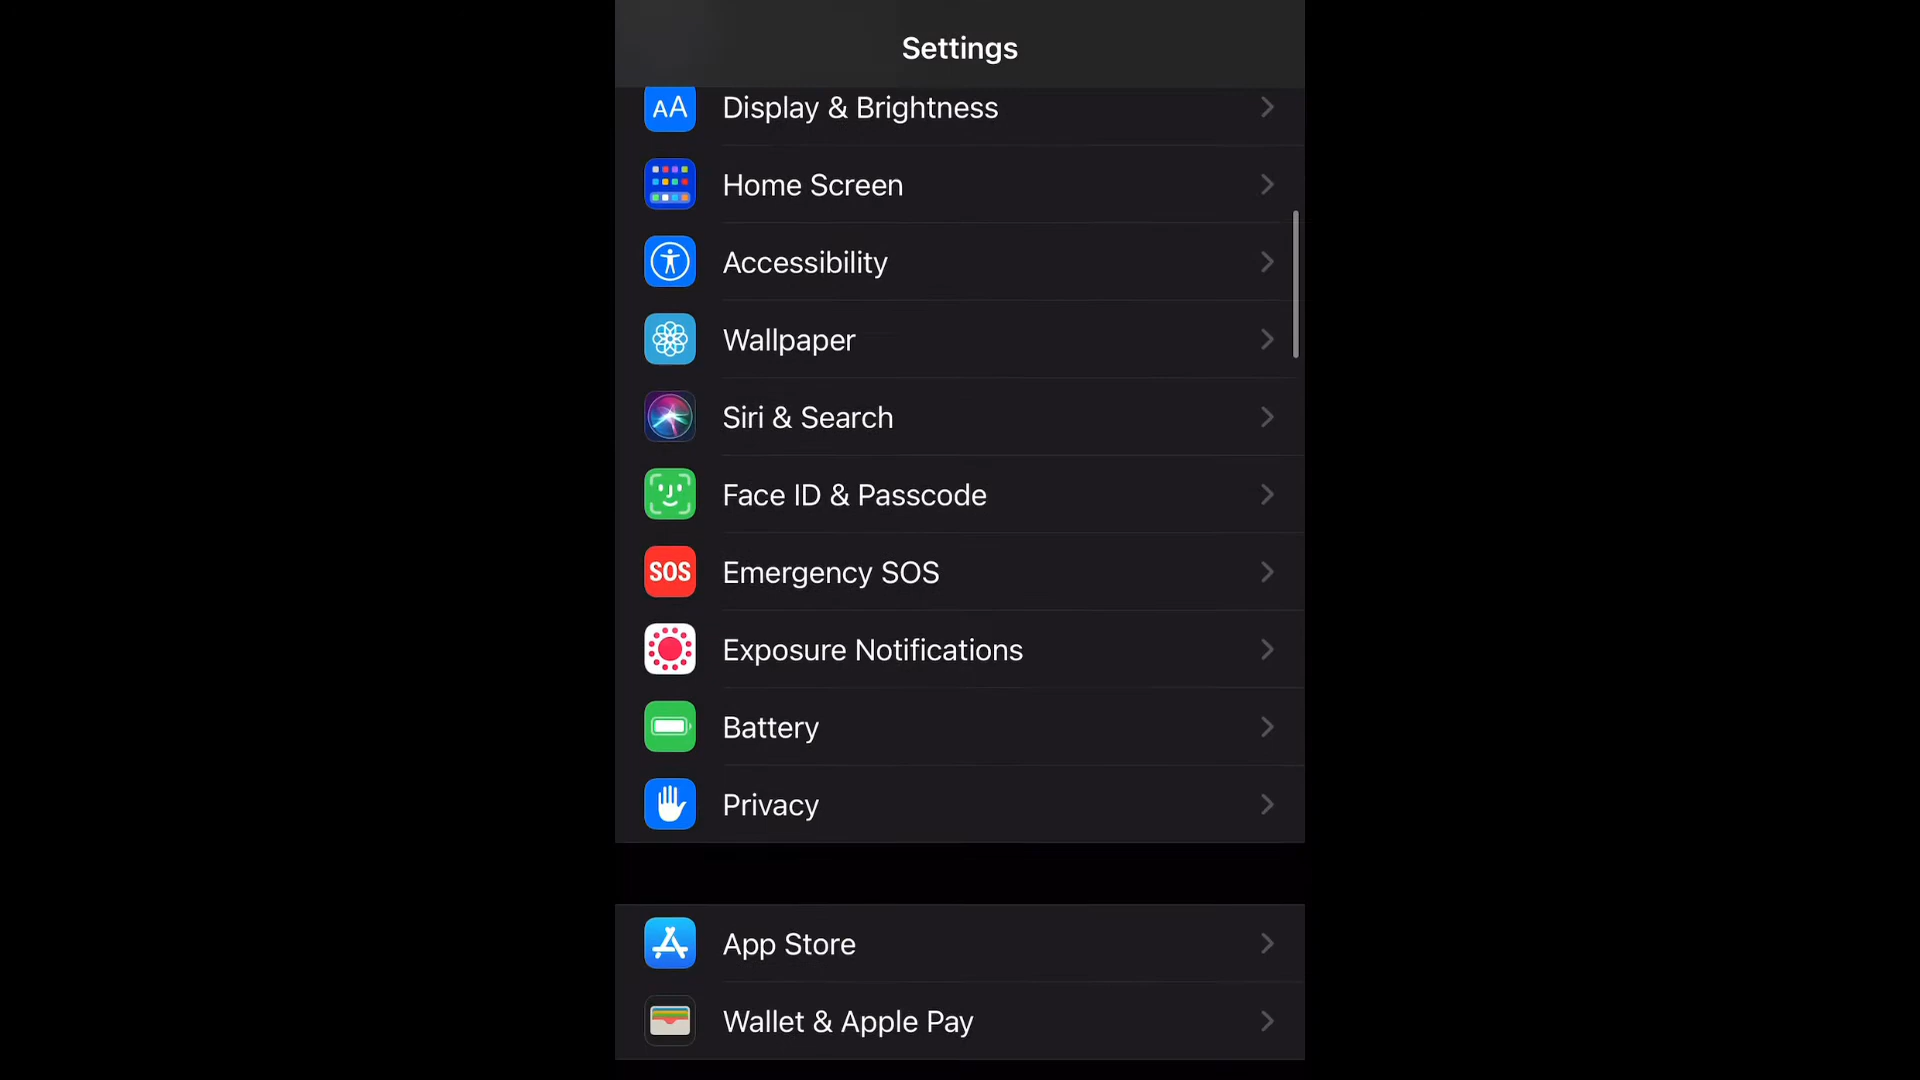 Settings
AA Display & Brightness
Home Screen
Accessibility
Wallpaper
Siri & Search
Face ID & Passcode
SOS Emergency SOS
Exposure Notifications
Battery
Privacy
App Store
Wallet & Apple Pay